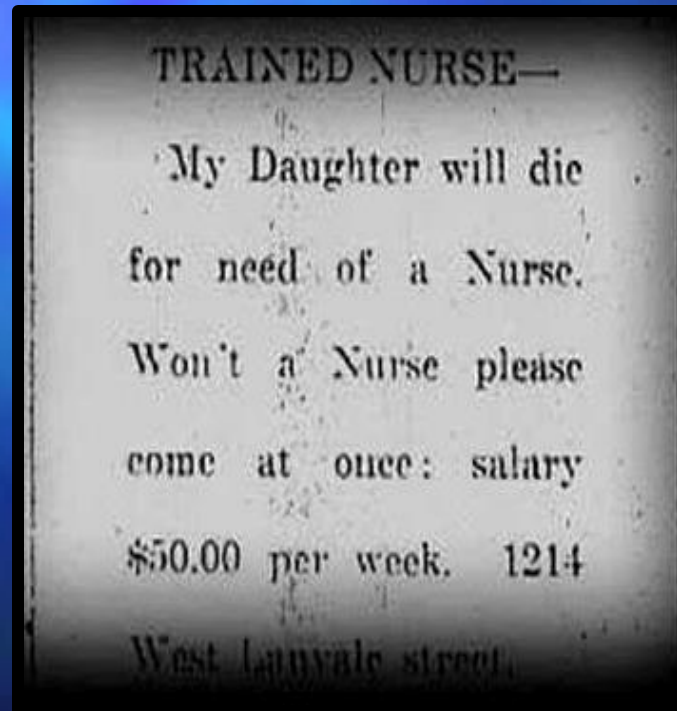 TRAINED NURSE—
My Daughter will die
for need of a Nurse.
Won't a Nurse please
come at once: salary
$50.00 per week. 1214
West Lanvale street.